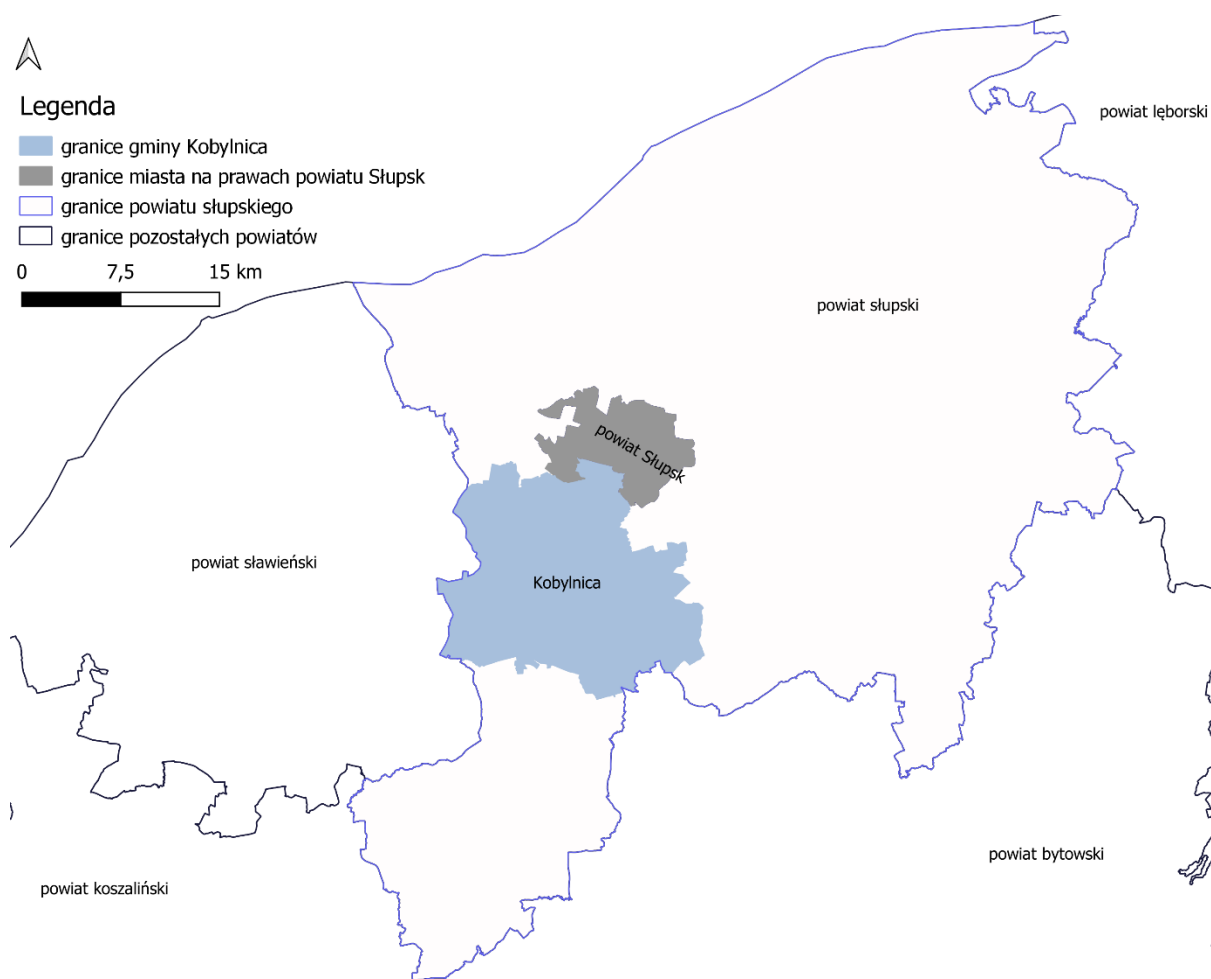 Legenda
granice gminy Kobylnica
granice miasta na prawach powiatu Słupsk
granice powiatu słupskiego
granice pozostałych powiatów
0 7,5 15 km
powiat lęborski
powiat słupski
powiat Słupsk
powiat sławieński
Kobylnica
powiat bytowski
powiat koszaliński